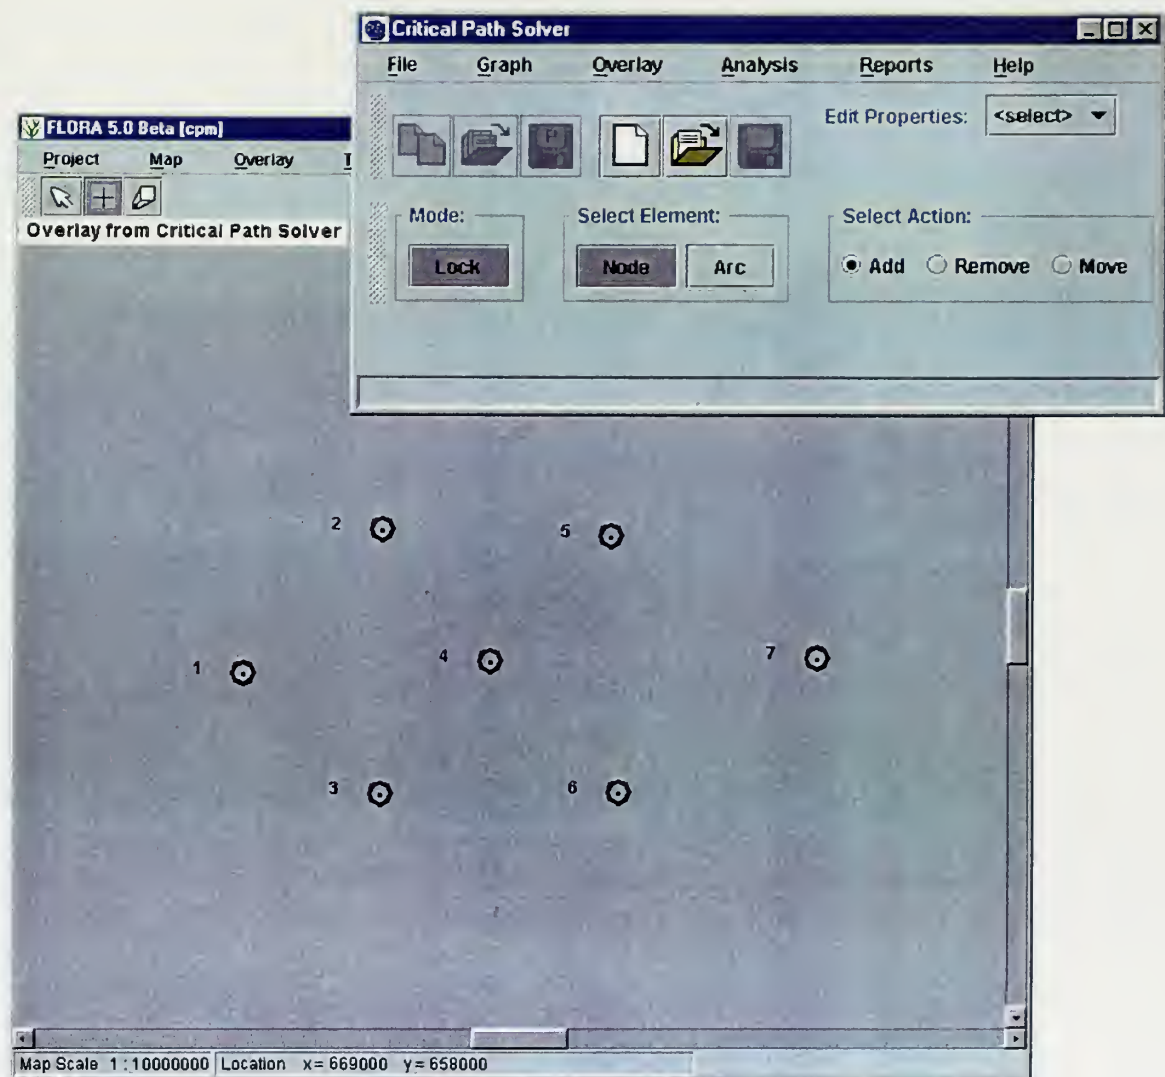 Critical Path Solver
File Graph Overlay Analysis Reports Help
Edit Properties: <select>
P
Mode: Select Element: Select Action:
Lock Node Arc Add Remove Move
FLORA 5.0 Beta [cpm]
Project Map Overlay
Overlay from Critical Path Solver
2 5
1 4 7
3 6
Map Scale 1 : 10000000 Location x= 669000 y= 658000